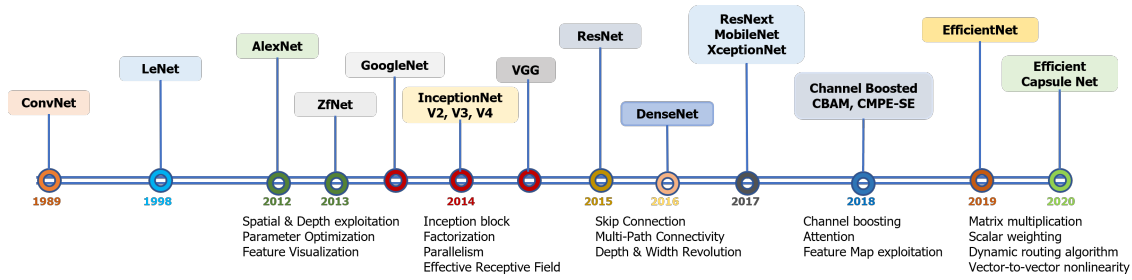 ConvNet
LeNet
AlexNet
ZfNet
GoogleNet
InceptionNet
V2, V3, V4
VGG
ResNet
DenseNet
ResNext
MobileNet
XceptionNet
Channel Boosted
CBAM, CMPE-SE
EfficientNet
Efficient
Capsule Net
1989
1998
2012
2013
2014
2015
2016
2017
2018
2019
2020
Spatial & Depth exploitation
Parameter Optimization
Feature Visualization
Inception block
Factorization
Parallelism
Effective Receptive Field
Skip Connection
Multi-Path Connectivity
Depth & Width Revolution
Channel boosting
Attention
Feature Map exploitation
Matrix multiplication
Scalar weighting
Dynamic routing algorithm
Vector-to-vector nonlinearity